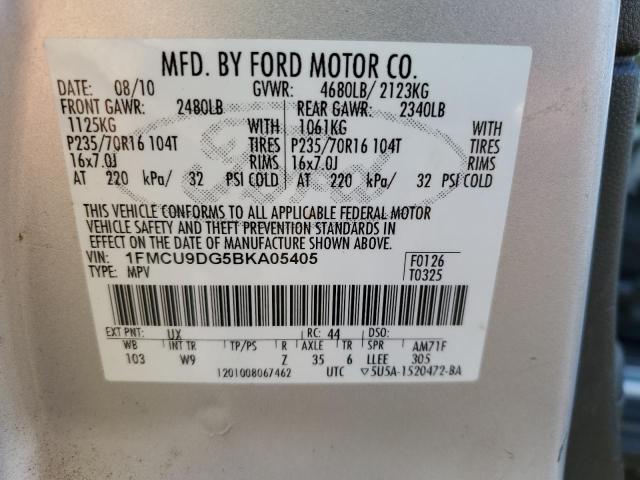 MFD. BY FORD MOTOR CO.
DATE: 08/10 GVWR: 4680LB/ 2123KG
FRONT GAWR: 2480LB REAR GAWR: 2340LB
1125KG WITH 1061KG WITH
P235/70R16 104T TIRES P235/70R16 104T TIRES
16x7.0J RIMS 16x7.0J RIMS
AT 220 kPa/ 32 PSI COLD AT 220 kPa/ 32 PSI COLD
THIS VEHICLE CONFORMS TO ALL APPLICABLE FEDERAL MOTOR
VEHICLE SAFETY AND THEFT PREVENTION STANDARDS IN
EFFECT ON THE DATE OF MANUFACTURE SHOWN ABOVE.
VIN: 1FMCU9DG5BKA05405 F0126
TYPE: MPV T0325
EXT PNT: UX RC: 44 DSO:
WB INT TR TP/PS R AXLE TR SPR AM71F
103 W9 Z 35 6 LLEE 305
1201008067462 UTC ▽5U5A-1520472-BA